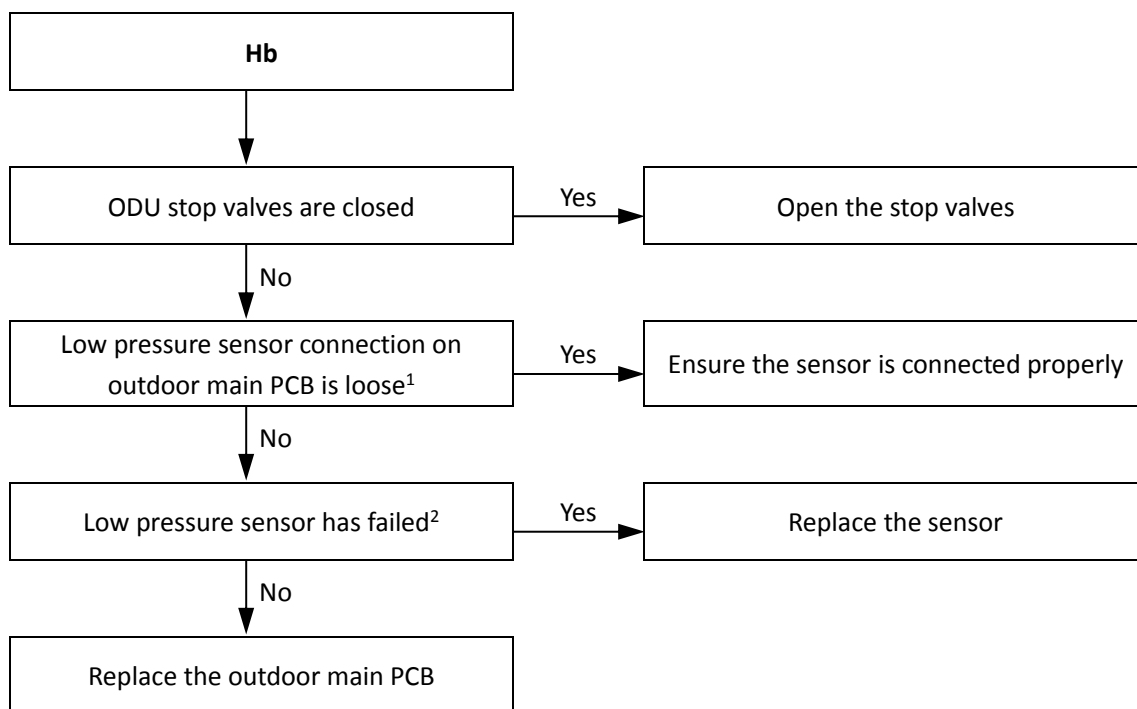 Hb
ODU stop valves are closed
Yes
Open the stop valves
No
Low pressure sensor connection on
outdoor main PCB is loose¹
Yes
Ensure the sensor is connected properly
No
Low pressure sensor has failed²
Yes
Replace the sensor
No
Replace the outdoor main PCB